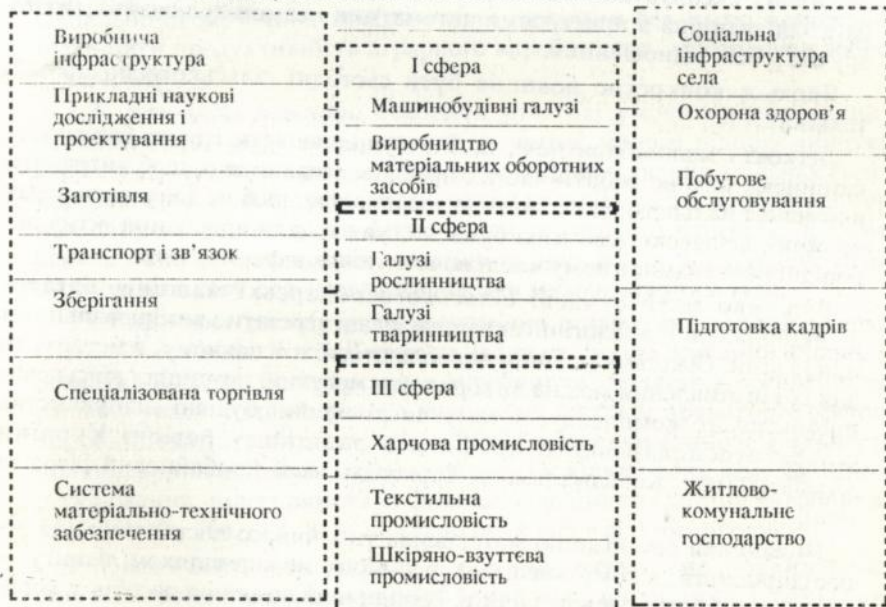 Виробнича
інфраструктура
Прикладні наукові
дослідження і
проектування
Заготівля
Транспорт і зв’язок
Зберігання
Спеціалізована торгівля
Система
матеріально-технічного
забезпечення
I сфера
Машинобудівні галузі
Виробництво
матеріальних оборотних
засобів
II сфера
Галузі
рослинництва
Галузі
тваринництва
III сфера
Харчова промисловість
Текстильна
промисловість
Шкіряно-взуттєва
промисловість
Соціальна
інфраструктура
села
Охорона здоров’я
Побутове
обслуговування
Підготовка кадрів
Житлово-
комунальне
господарство